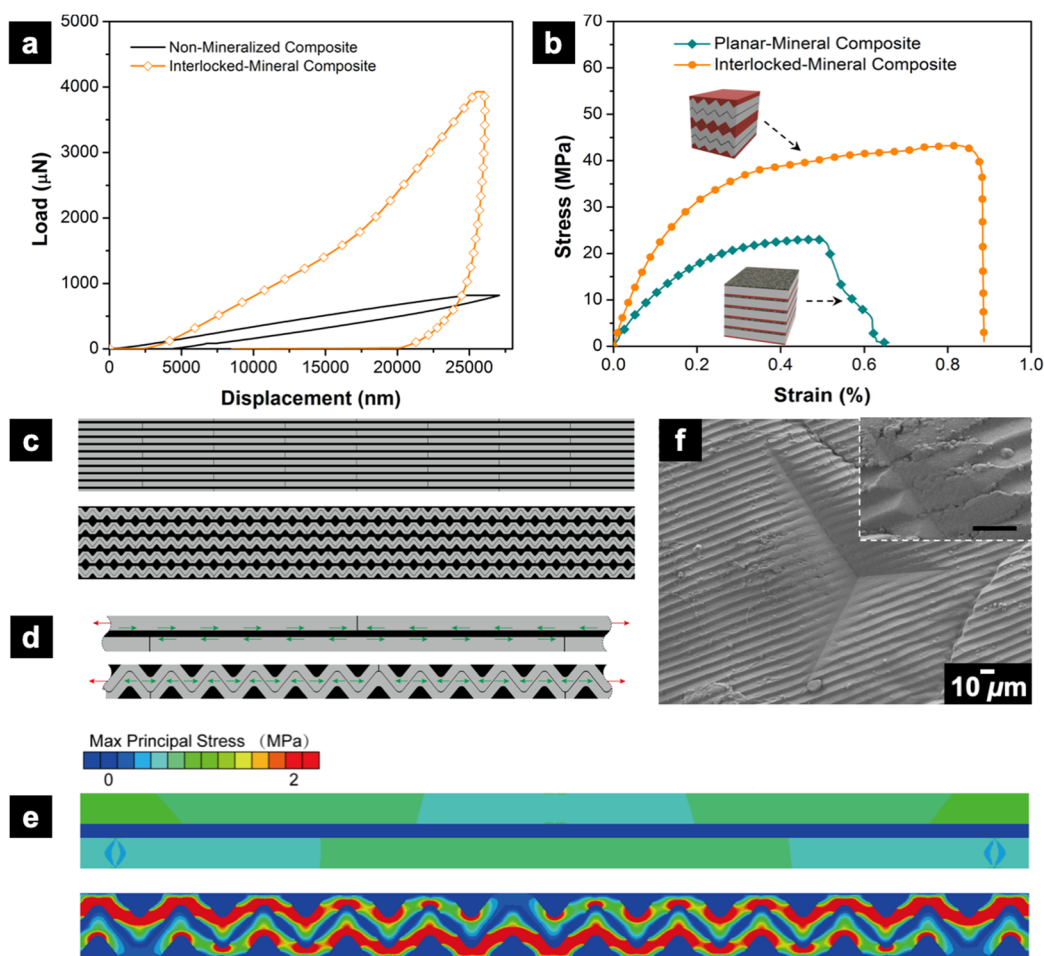 a
5000
4000
3000
2000
1000
0
Load (μN)
Non-Mineralized Composite
Interlocked-Mineral Composite
0 5000 10000 15000 20000 25000
Displacement (nm)
b
70
60
50
40
30
20
10
0
Stress (MPa)
Planar-Mineral Composite
Interlocked-Mineral Composite
0.0 0.2 0.4 0.6 0.8 1.0
Strain (%)
c
d
f
10 μm
Max Principal Stress (MPa)
0 2
e